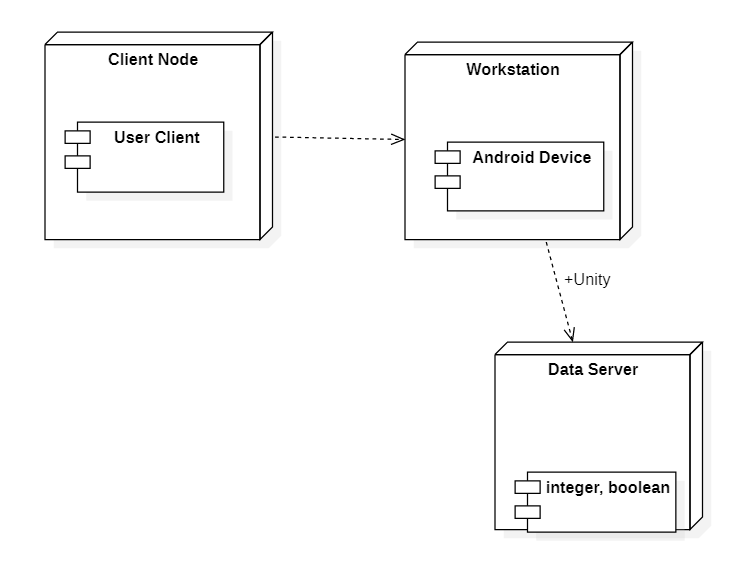 Client Node
User Client
Workstation
Android Device
+Unity
Data Server
integer, boolean